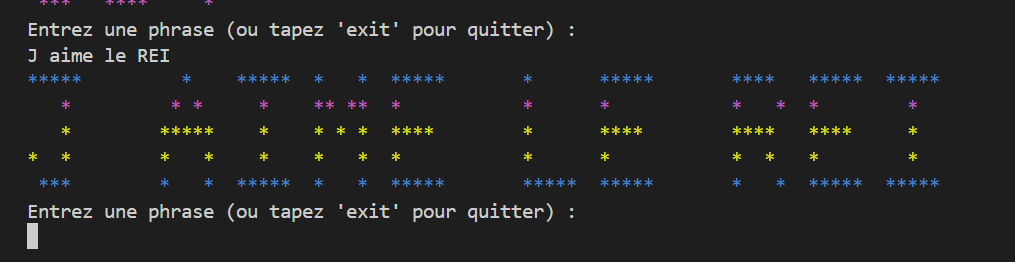 ***   ****     *
Entrez une phrase (ou tapez 'exit' pour quitter) :
J aime le REI
*****         *    *****  *   *  *****       *      *****       ****   *****  *****
   *         * *     *    ** **  *           *      *           *   *  *        *
   *        *****    *    * * *  ****        *      ****        ****   ****     *
*  *        *   *    *    *   *  *           *      *           *  *   *        *
 ***        *   *  *****  *   *  *****       *****  *****       *   *  *****  *****
Entrez une phrase (ou tapez 'exit' pour quitter) :